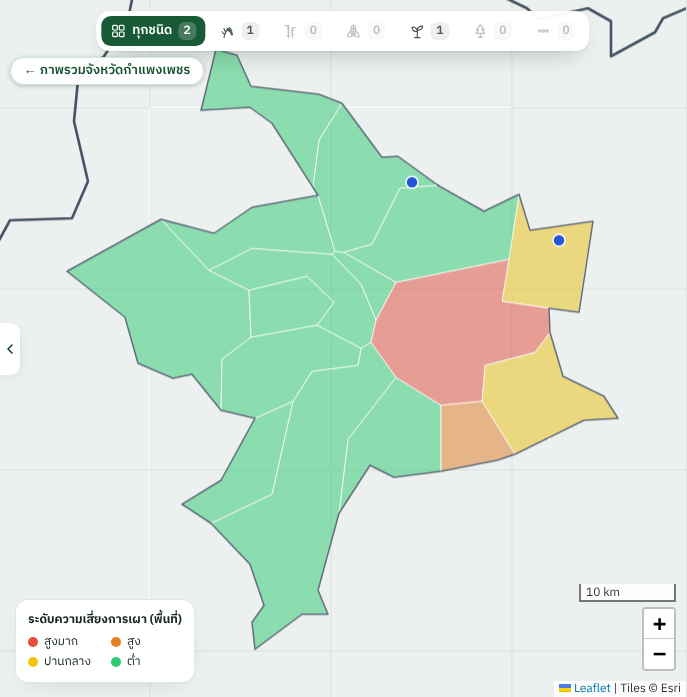 ทุกชนิด 2 1 0 0 1 0 0
← ภาพรวมจังหวัดกำแพงเพชร
10 km
ระดับความเสี่ยงการเผา (พื้นที่)
สูงมาก สูง
ปานกลาง ต่ำ
+
−
Leaflet | Tiles © Esri